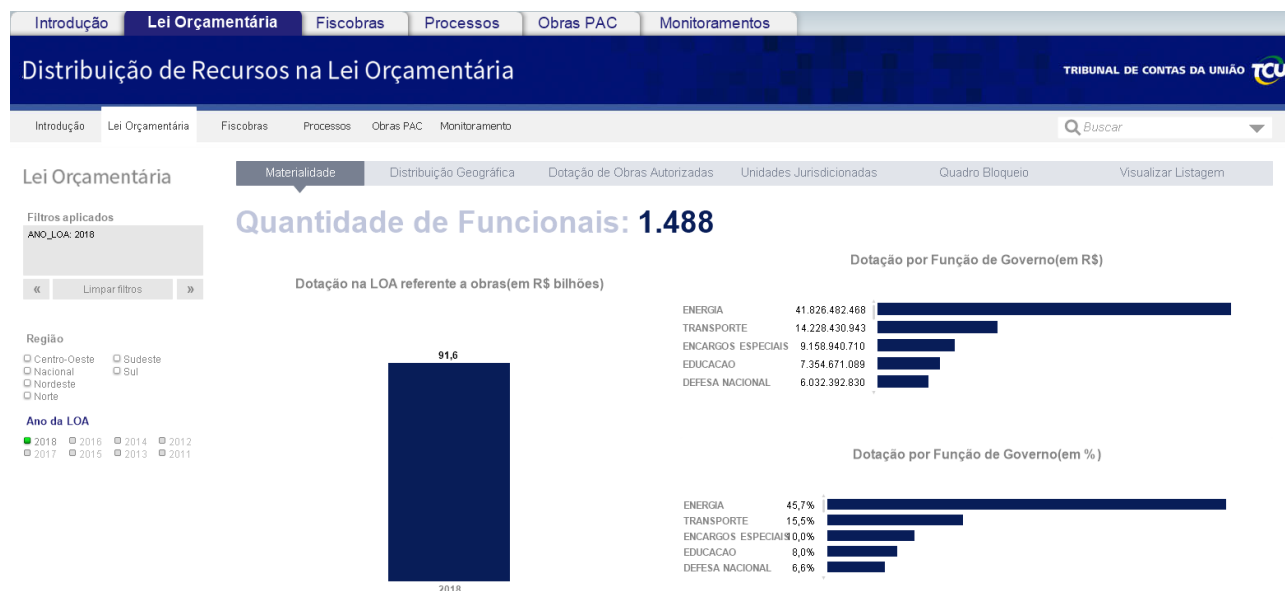 Introdução Lei Orçamentária Fiscobras Processos Obras PAC Monitoramentos
Distribuição de Recursos na Lei Orçamentária
TRIBUNAL DE CONTAS DA UNIÃO TCU
Introdução Lei Orçamentária Fiscobras Processos Obras PAC Monitoramento
Buscar
Lei Orçamentária
Materialidade Distribuição Geográfica Dotação de Obras Autorizadas Unidades Jurisdicionadas Quadro Bloqueio Visualizar Listagem
Filtros aplicados
ANO_LOA: 2018
« Limpar filtros »
Região
Centro-Oeste Sudeste
Nacional Sul
Nordeste
Norte
Ano da LOA
2018 2016 2014 2012
2017 2015 2013 2011
Quantidade de Funcionais: 1.488
Dotação na LOA referente a obras(em R$ bilhões)
91,6
2018
Dotação por Função de Governo(em R$)
ENERGIA 41.826.482.468
TRANSPORTE 14.228.430.943
ENCARGOS ESPECIAIS 9.158.940.710
EDUCACAO 7.354.671.089
DEFESA NACIONAL 6.032.392.830
Dotação por Função de Governo(em %)
ENERGIA 45,7%
TRANSPORTE 15,5%
ENCARGOS ESPECIAIS 10,0%
EDUCACAO 8,0%
DEFESA NACIONAL 6,6%